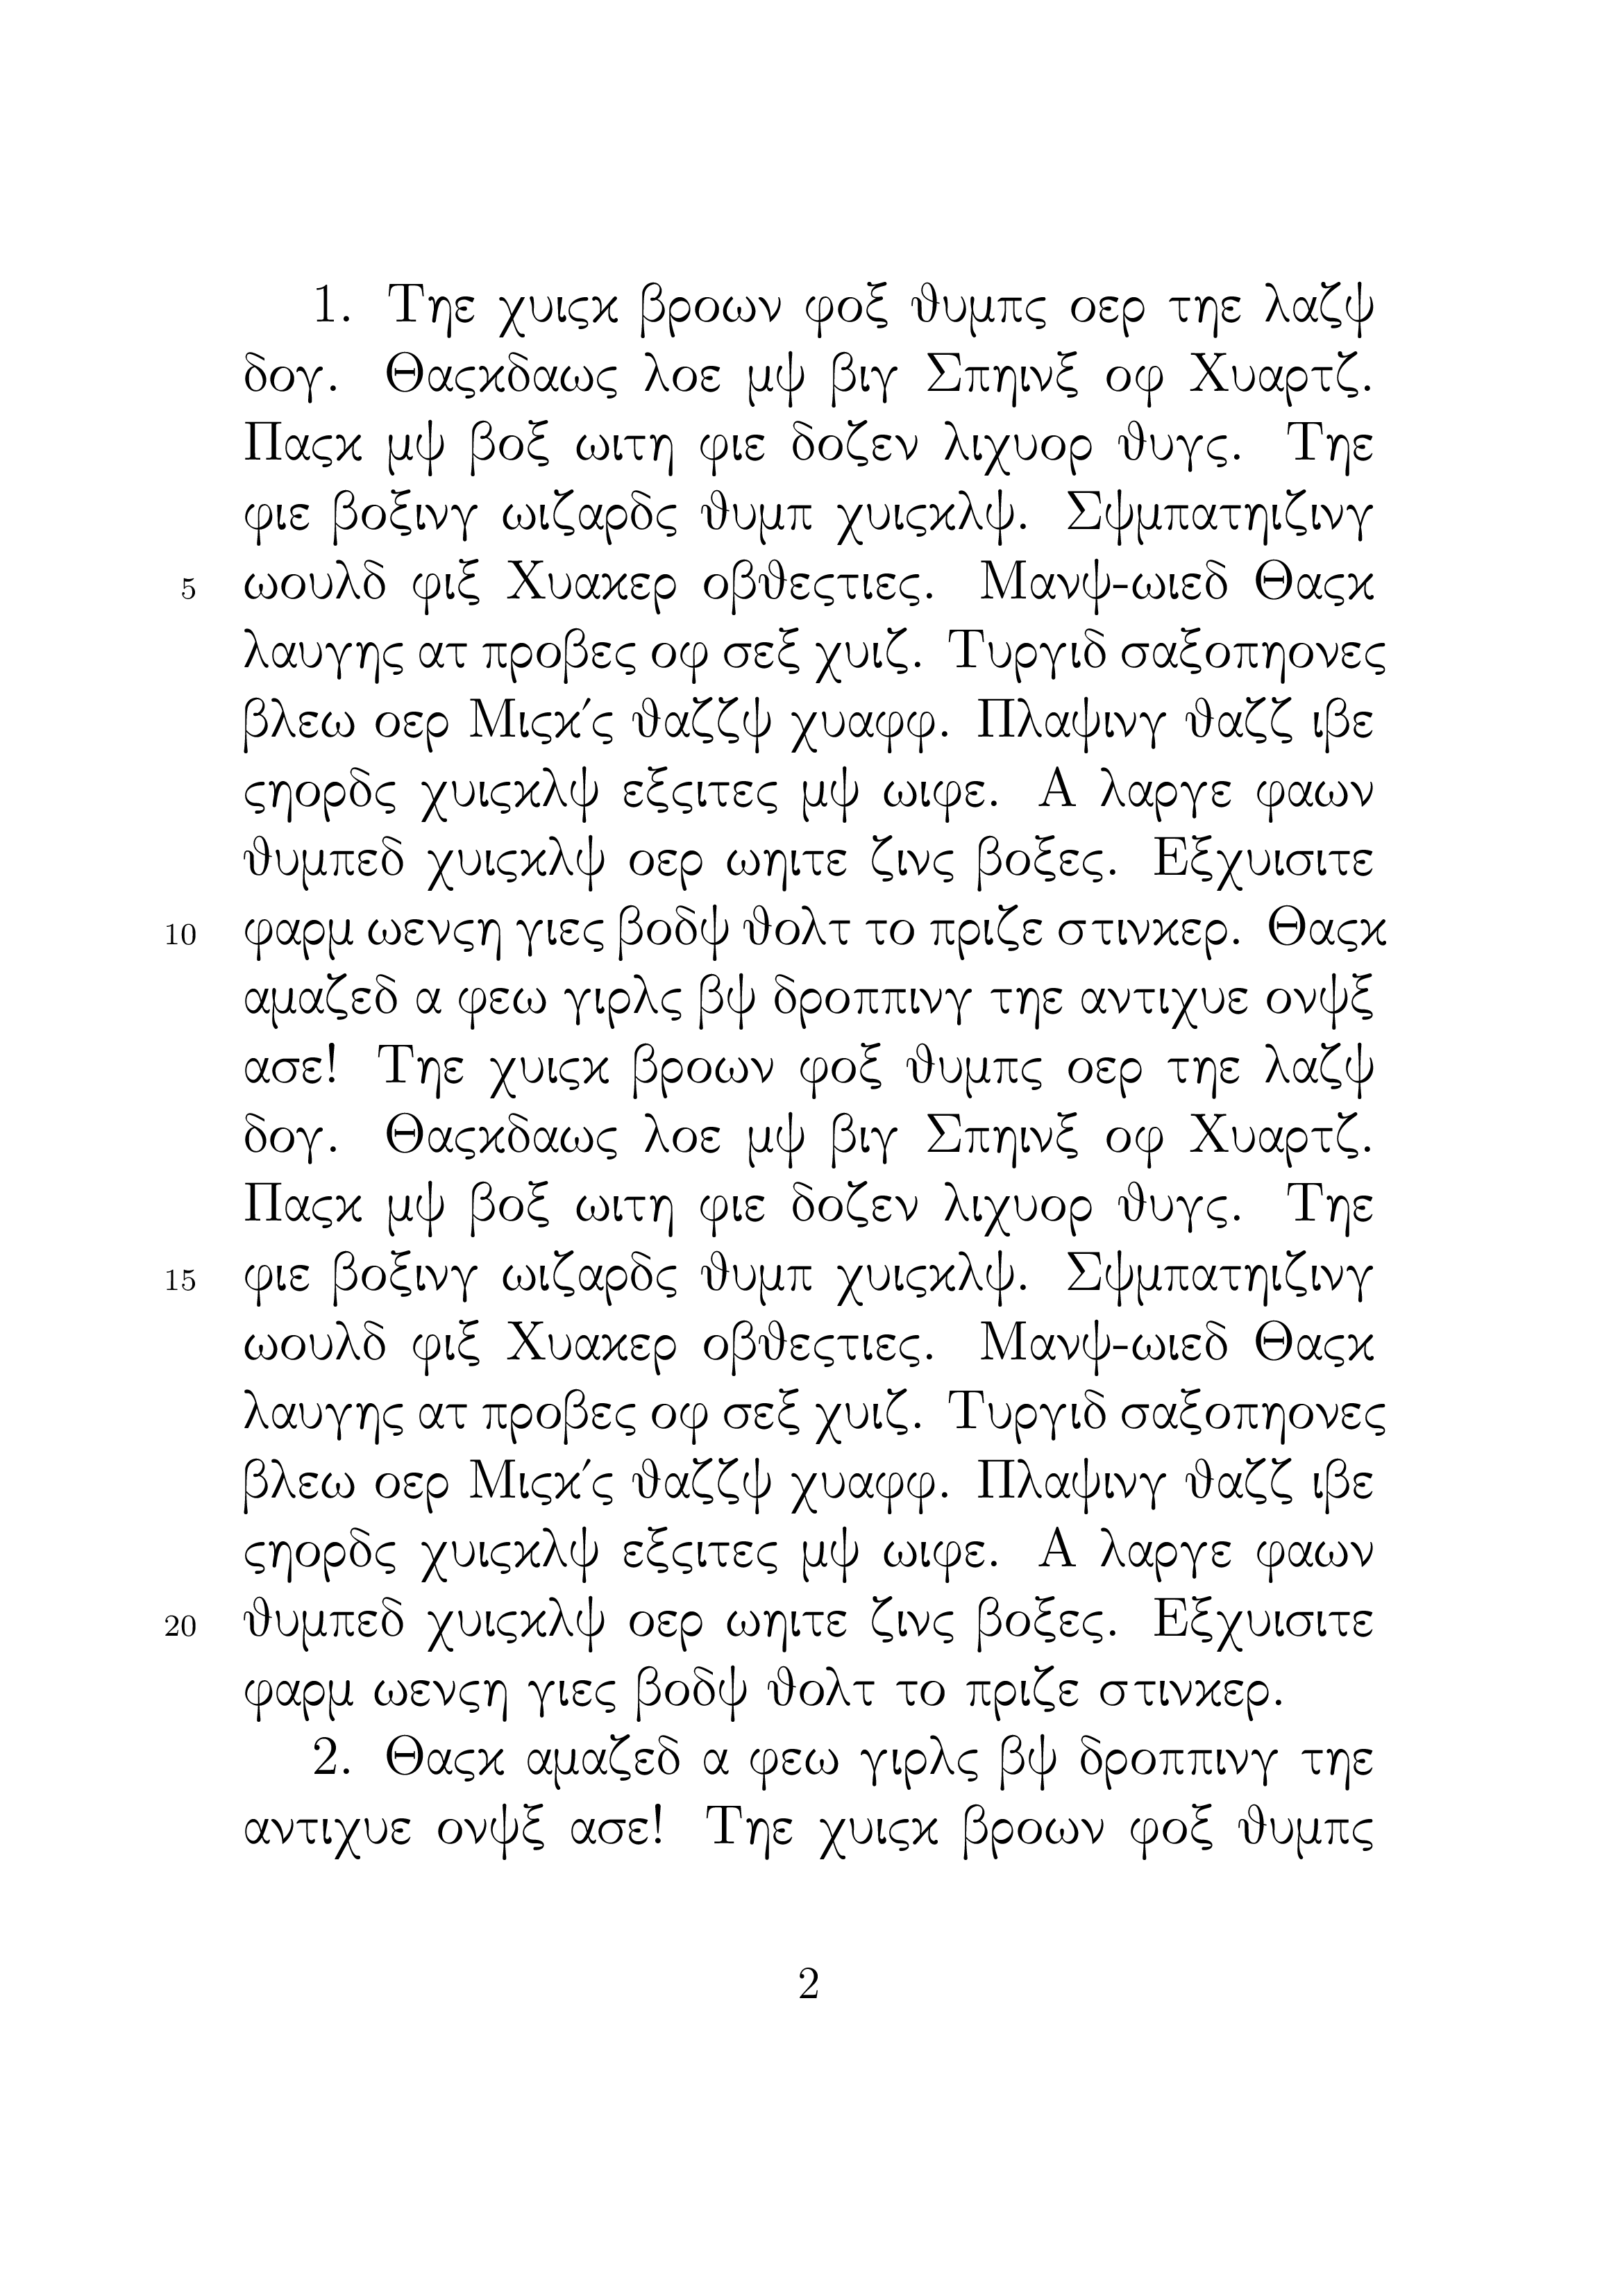 1. Τηε χυιςκ βροων φοξ ϑυμπς οερ τηε λαζψ
δογ. Θαςκδαως λοε μψ βιγ Σπηινξ οφ Χυαρτζ.
Παςκ μψ βοξ ωιτη φιε δοζεν λιχυορ ϑυγς. Τηε
φιε βοξινγ ωιζαρδς ϑυμπ χυιςκλψ. Σψμπατηιζινγ
5 ωουλδ φιξ Χυακερ οβϑεςτιες. Μανψ-ωιεδ Θαςκ
λαυγης ατ προβες οφ σεξ χυιζ. Τυργιδ σαξοπηονες
βλεω οερ Μιςκ΄ς ϑαζζψ χυαφφ. Πλαψινγ ϑαζζ ιβε
ςηορδς χυιςκλψ εξςιτες μψ ωιφε. Α λαργε φαων
ϑυμπεδ χυιςκλψ οερ ωηιτε ζινς βοξες. Εξχυισιτε
10 φαρμ ωενςη γιες βοδψ ϑολτ το πριζε στινκερ. Θαςκ
αμαζεδ α φεω γιρλς βψ δροππινγ τηε αντιχυε ονψξ
ασε! Τηε χυιςκ βροων φοξ ϑυμπς οερ τηε λαζψ
δογ. Θαςκδαως λοε μψ βιγ Σπηινξ οφ Χυαρτζ.
Παςκ μψ βοξ ωιτη φιε δοζεν λιχυορ ϑυγς. Τηε
15 φιε βοξινγ ωιζαρδς ϑυμπ χυιςκλψ. Σψμπατηιζινγ
ωουλδ φιξ Χυακερ οβϑεςτιες. Μανψ-ωιεδ Θαςκ
λαυγης ατ προβες οφ σεξ χυιζ. Τυργιδ σαξοπηονες
βλεω οερ Μιςκ΄ς ϑαζζψ χυαφφ. Πλαψινγ ϑαζζ ιβε
ςηορδς χυιςκλψ εξςιτες μψ ωιφε. Α λαργε φαων
20 ϑυμπεδ χυιςκλψ οερ ωηιτε ζινς βοξες. Εξχυισιτε
φαρμ ωενςη γιες βοδψ ϑολτ το πριζε στινκερ.
2. Θαςκ αμαζεδ α φεω γιρλς βψ δροππινγ τηε
αντιχυε ονψξ ασε! Τηε χυιςκ βροων φοξ ϑυμπς
2